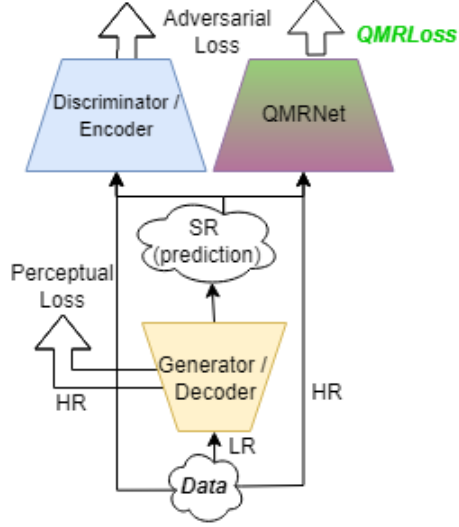 Adversarial
Loss
QMRLoss
Discriminator /
Encoder
QMRNet
SR
(prediction)
Perceptual
Loss
Generator /
Decoder
HR
HR
LR
Data